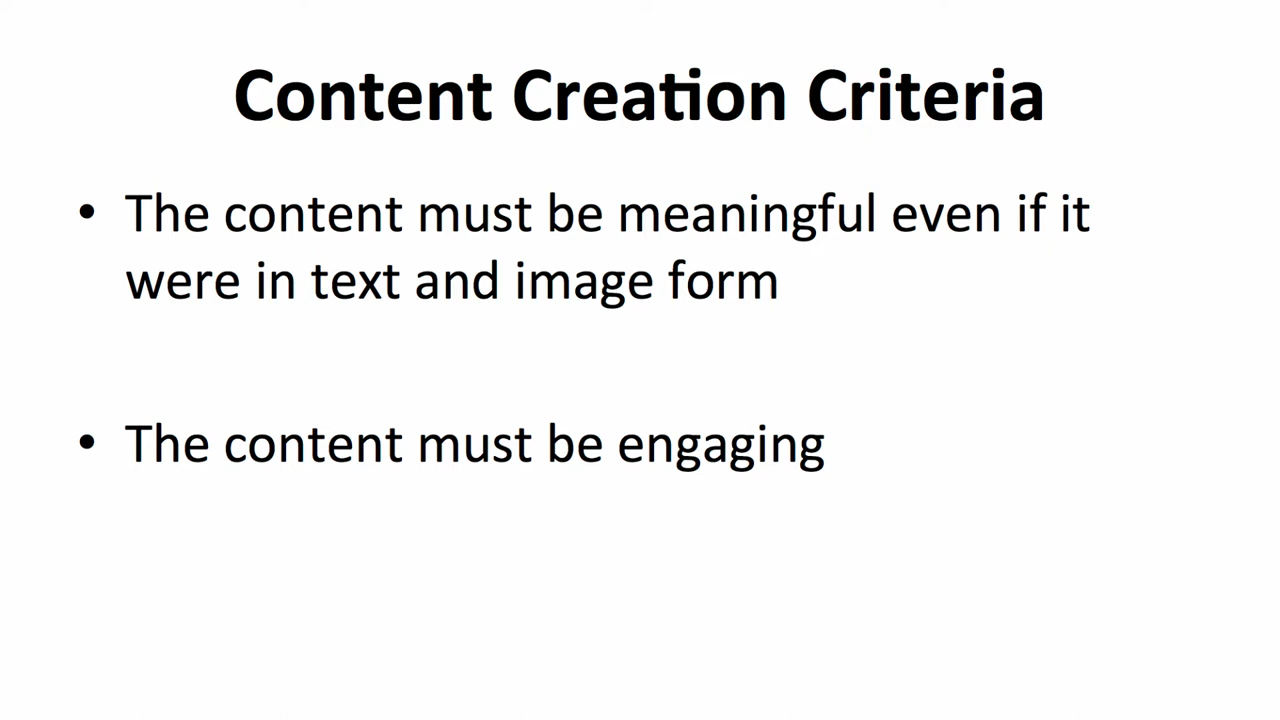 Content Creation Criteria
• The content must be meaningful even if it
were in text and image form
• The content must be engaging